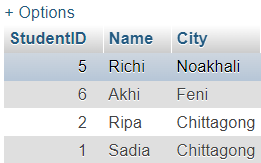 + Options
StudentID Name City
5 Richi Noakhali
6 Akhi Feni
2 Ripa Chittagong
1 Sadia Chittagong